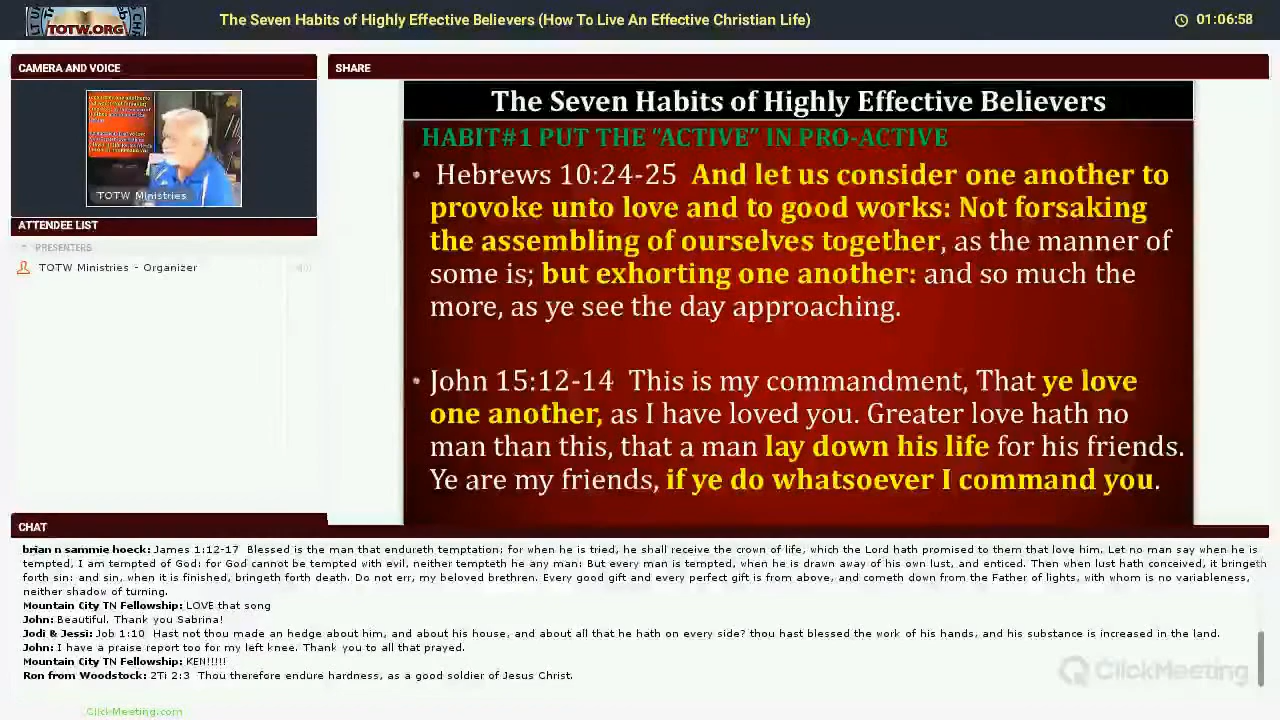 TOTW.ORG
The Seven Habits of Highly Effective Believers (How To Live An Effective Christian Life)
01:06:58
CAMERA AND VOICE
TOTW Ministries
ATTENDEE LIST
PRESENTERS
TOTW Ministries - Organizer
SHARE
The Seven Habits of Highly Effective Believers
HABIT#1 PUT THE “ACTIVE” IN PRO-ACTIVE
• Hebrews 10:24-25 And let us consider one another to
provoke unto love and to good works: Not forsaking
the assembling of ourselves together, as the manner of
some is; but exhorting one another: and so much the
more, as ye see the day approaching.
• John 15:12-14 This is my commandment, That ye love
one another, as I have loved you. Greater love hath no
man than this, that a man lay down his life for his friends.
Ye are my friends, if ye do whatsoever I command you.
CHAT
brian n sammie hoeck: James 1:12-17 Blessed is the man that endureth temptation; for when he is tried, he shall receive the crown of life, which the Lord hath promised to them that love him. Let no man say when he is
tempted, I am tempted of God: for God cannot be tempted with evil, neither tempteth he any man: But every man is tempted, when he is drawn away of his own lust, and enticed. Then when lust hath conceived, it bringeth
forth sin: and sin, when it is finished, bringeth forth death. Do not err, my beloved brethren. Every good gift and every perfect gift is from above, and cometh down from the Father of lights, with whom is no variableness,
neither shadow of turning.
Mountain City TN Fellowship: LOVE that song
John: Beautiful. Thank you Sabrina!
Jodi & Jessi: Job 1:10 Hast not thou made an hedge about him, and about his house, and about all that he hath on every side? thou hast blessed the work of his hands, and his substance is increased in the land.
John: I have a praise report too for my left knee. Thank you to all that prayed.
Mountain City TN Fellowship: KEN!!!!!
Ron from Woodstock: 2Ti 2:3 Thou therefore endure hardness, as a good soldier of Jesus Christ.
ClickMeeting
ClickMeeting.com